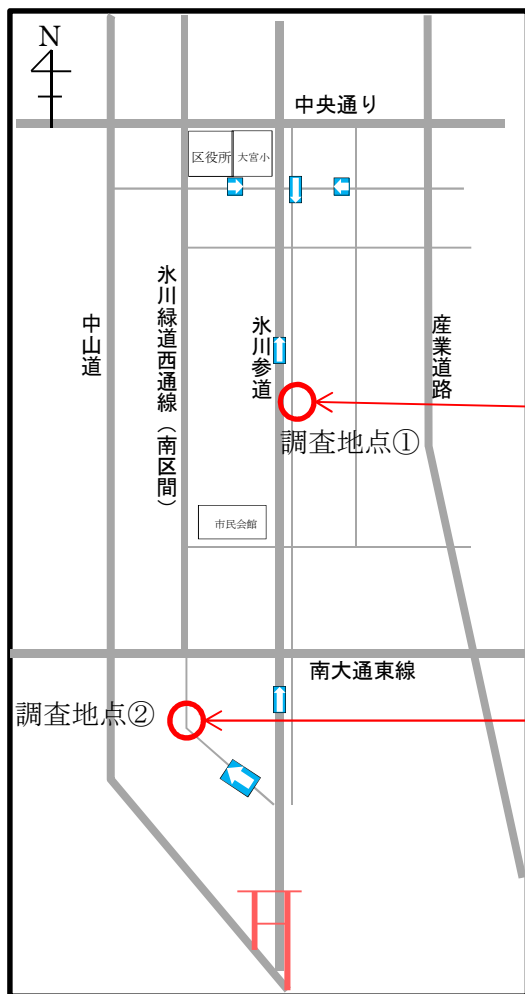 N
中央通り
区役所
大宮小
中山道
氷川緑道西通線（南区間）
氷川参道
産業道路
調査地点①
市民会館
南大通東線
調査地点②